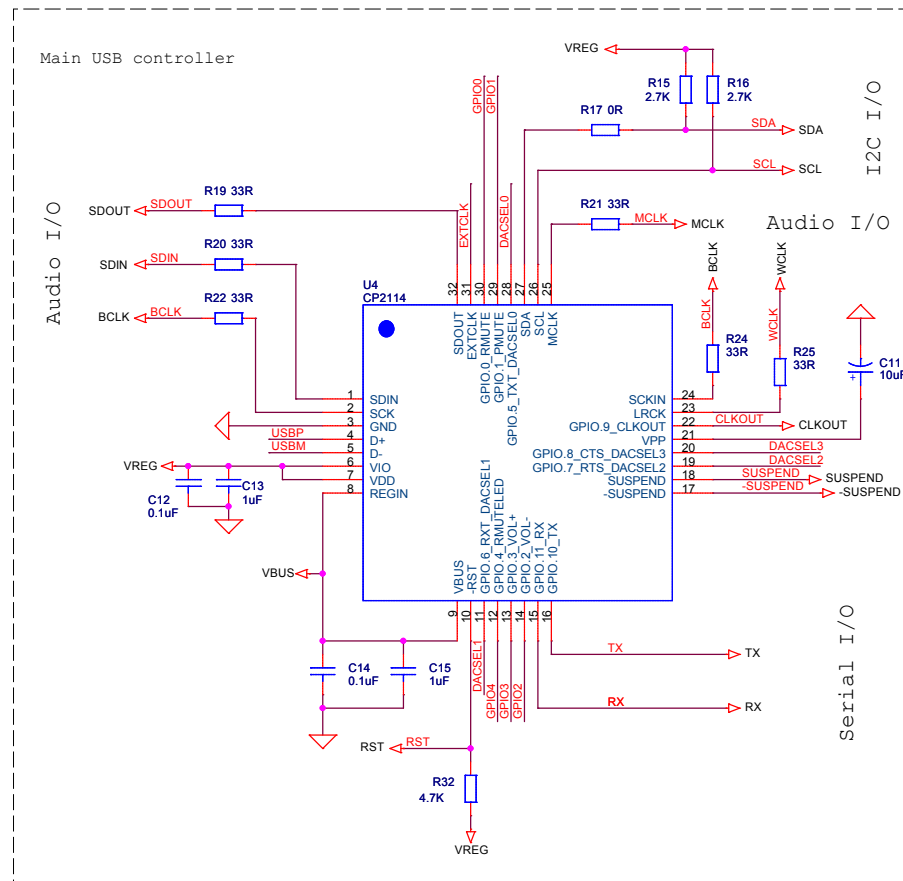 Main USB controller
VREG
R15
2.7K
R16
2.7K
I2C I/O
GPIO0
GPIO1
R17 0R
SDA
SDA
SCL
SCL
Audio I/O
R19 33R
SDOUT
SDOUT
EXTCLK
DACSEL0
R21 33R
MCLK
MCLK
Audio I/O
R20 33R
SDIN
SDIN
BCLK
WCLK
R22 33R
BCLK
BCLK
U4
CP2114
32
31
30
29
28
27
26
25
SDOUT
EXTCLK
GPIO.0_RMUTE
GPIO.1_PMUTE
GPIO.5_TXT_DACSEL0
SDA
SCL
MCLK
BCLK
WCLK
R24
33R
R25
33R
C11
10uF
+
1
SDIN
2
SCK
3
GND
USBP
4
D+
USBM
5
D-
VREG
6
VIO
7
VDD
8
REGIN
SCKIN
24
LRCK
23
GPIO.9_CLKOUT
22
CLKOUT
CLKOUT
VPP
21
GPIO.8_CTS_DACSEL3
20
DACSEL3
GPIO.7_RTS_DACSEL2
19
DACSEL2
SUSPEND
18
SUSPEND
SUSPEND
-SUSPEND
17
-SUSPEND
-SUSPEND
C12
0.1uF
C13
1uF
VBUS
VBUS
-RST
GPIO.6_RXT_DACSEL1
GPIO.4_RMUTELED
GPIO.3_VOL+
GPIO.2_VOL-
GPIO.11_RX
GPIO.10_TX
9
10
11
12
13
14
15
16
C14
0.1uF
C15
1uF
DACSEL1
GPIO4
GPIO3
GPIO2
TX
TX
RX
RX
Serial I/O
RST
RST
R32
4.7K
VREG